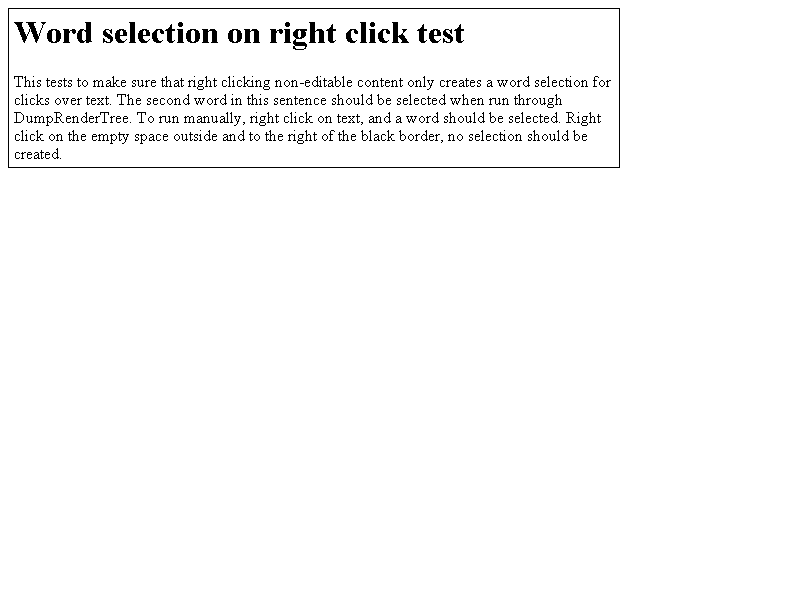 Word selection on right click test
This tests to make sure that right clicking non-editable content only creates a word selection for
clicks over text. The second word in this sentence should be selected when run through
DumpRenderTree. To run manually, right click on text, and a word should be selected. Right
click on the empty space outside and to the right of the black border, no selection should be
created.